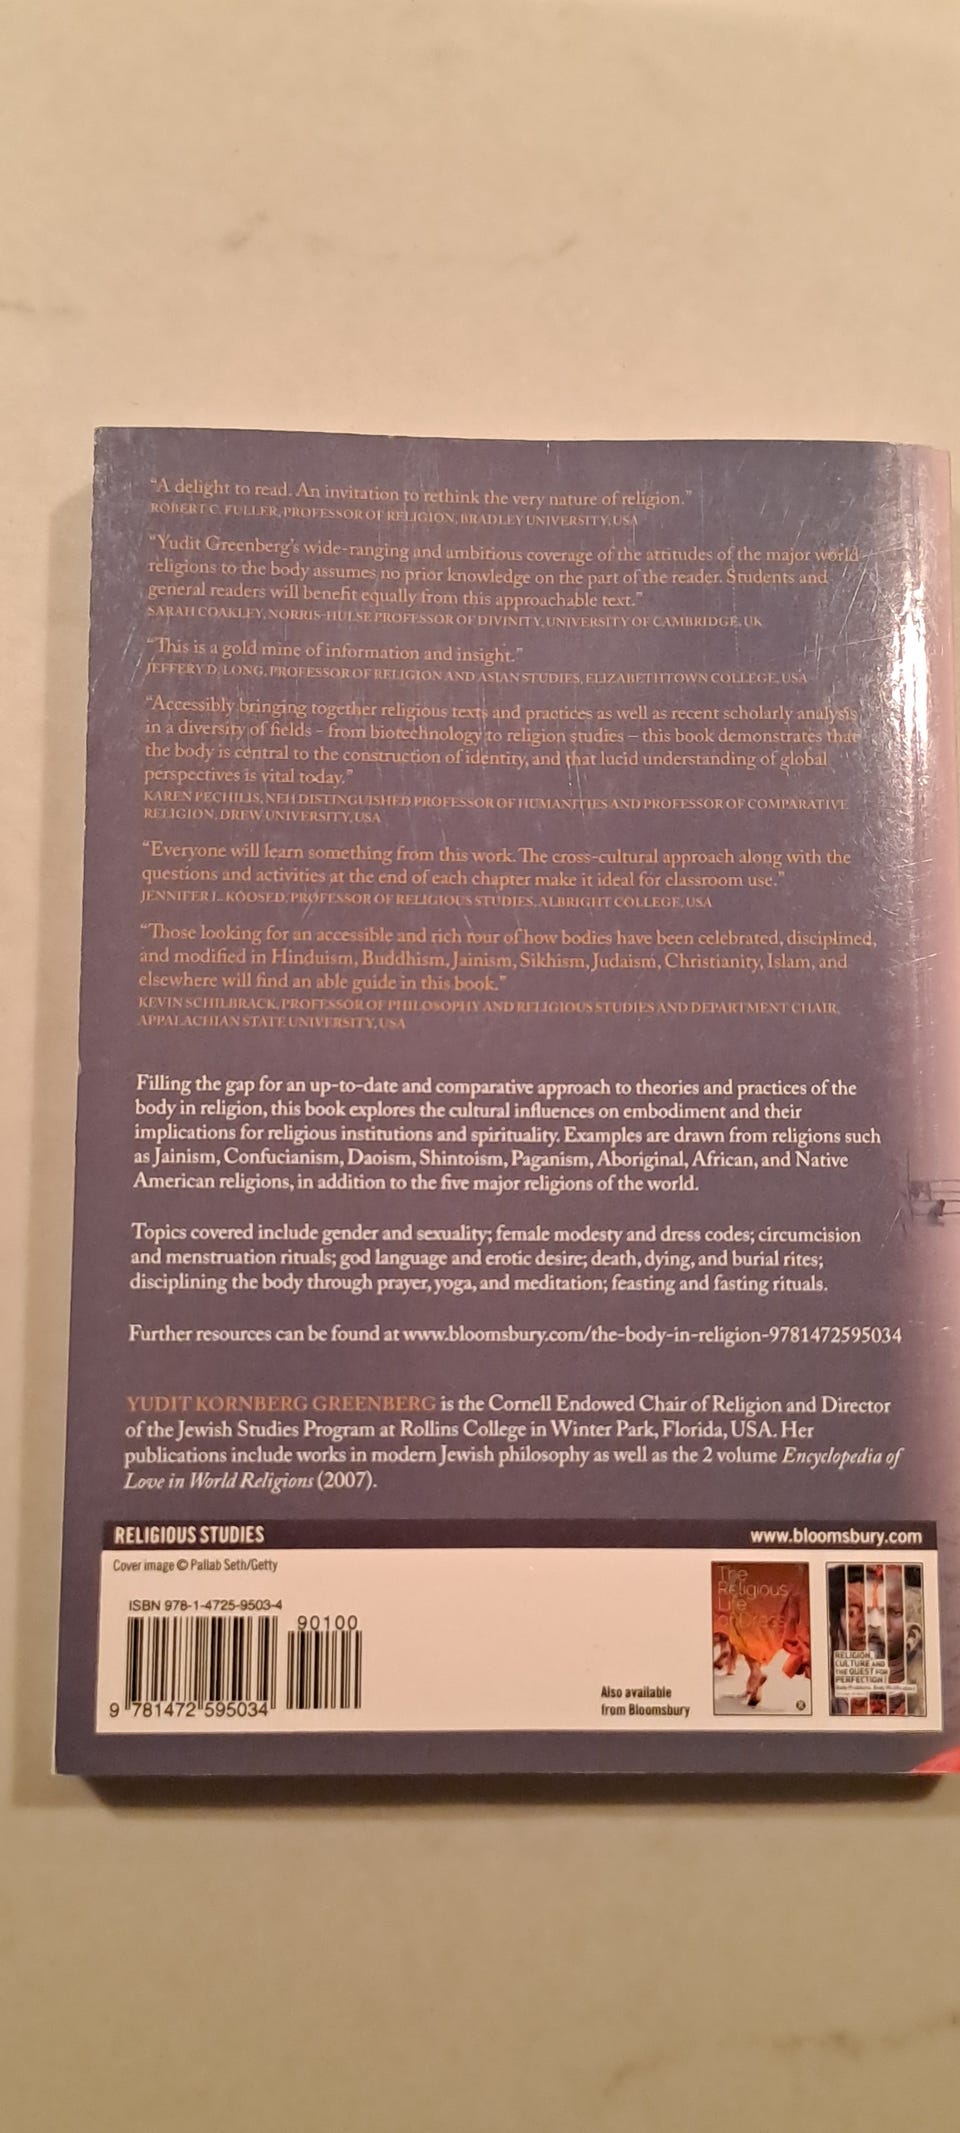 “A delight to read. An invitation to rethink the very nature of religion.”
ROBERT C. FULLER, PROFESSOR OF RELIGION, BRADLEY UNIVERSITY, USA
“Yudit Greenberg’s wide-ranging and ambitious coverage of the attitudes of the major world
religions to the body assumes no prior knowledge on the part of the reader. Students and
general readers will benefit equally from this approachable text.”
SARAH COAKLEY, NORRIS-HULSE PROFESSOR OF DIVINITY, UNIVERSITY OF CAMBRIDGE, UK
“This is a gold mine of information and insight.”
JEFFERY D. LONG, PROFESSOR OF RELIGION AND ASIAN STUDIES, ELIZABETHTOWN COLLEGE, USA
“Accessibly bringing together religious texts and practices as well as recent scholarly analysis
in a diversity of fields – from biotechnology to religion studies – this book demonstrates that
the body is central to the construction of identity, and that lucid understanding of global
perspectives is vital today.”
KAREN PECHILIS, NEH DISTINGUISHED PROFESSOR OF HUMANITIES AND PROFESSOR OF COMPARATIVE
RELIGION, DREW UNIVERSITY, USA
“Everyone will learn something from this work. The cross-cultural approach along with the
questions and activities at the end of each chapter make it ideal for classroom use.”
JENNIFER L. KOOSED, PROFESSOR OF RELIGIOUS STUDIES, ALBRIGHT COLLEGE, USA
“Those looking for an accessible and rich tour of how bodies have been celebrated, disciplined,
and modified in Hinduism, Buddhism, Jainism, Sikhism, Judaism, Christianity, Islam, and
elsewhere will find an able guide in this book.”
KEVIN SCHILBRACK, PROFESSOR OF PHILOSOPHY AND RELIGIOUS STUDIES AND DEPARTMENT CHAIR,
APPALACHIAN STATE UNIVERSITY, USA
Filling the gap for an up-to-date and comparative approach to theories and practices of the
body in religion, this book explores the cultural influences on embodiment and their
implications for religious institutions and spirituality. Examples are drawn from religions such
as Jainism, Confucianism, Daoism, Shintoism, Paganism, Aboriginal, African, and Native
American religions, in addition to the five major religions of the world.
Topics covered include gender and sexuality; female modesty and dress codes; circumcision
and menstruation rituals; god language and erotic desire; death, dying, and burial rites;
disciplining the body through prayer, yoga, and meditation; feasting and fasting rituals.
Further resources can be found at www.bloomsbury.com/the-body-in-religion-9781472595034
YUDIT KORNBERG GREENBERG is the Cornell Endowed Chair of Religion and Director
of the Jewish Studies Program at Rollins College in Winter Park, Florida, USA. Her
publications include works in modern Jewish philosophy as well as the 2 volume Encyclopedia of
Love in World Religions (2007).
RELIGIOUS STUDIES www.bloomsbury.com
Cover image © Pallab Seth/Getty
ISBN 978-1-4725-9503-4
90100
9 781472 595034
Also available
from Bloomsbury
The
Religious
Life
of Dress
RELIGION,
CULTURE AND
THE QUEST FOR
PERFECTION